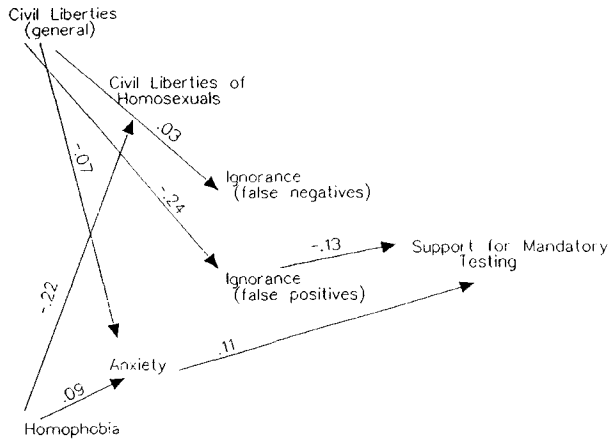 Civil Liberties
(general)
Civil Liberties of
Homosexuals
.03
-.07
Ignorance
(false negatives)
-.24
-.13
Support for Mandatory
Testing
Ignorance
(false positives)
-.22
.11
Anxiety
.09
Homophobia